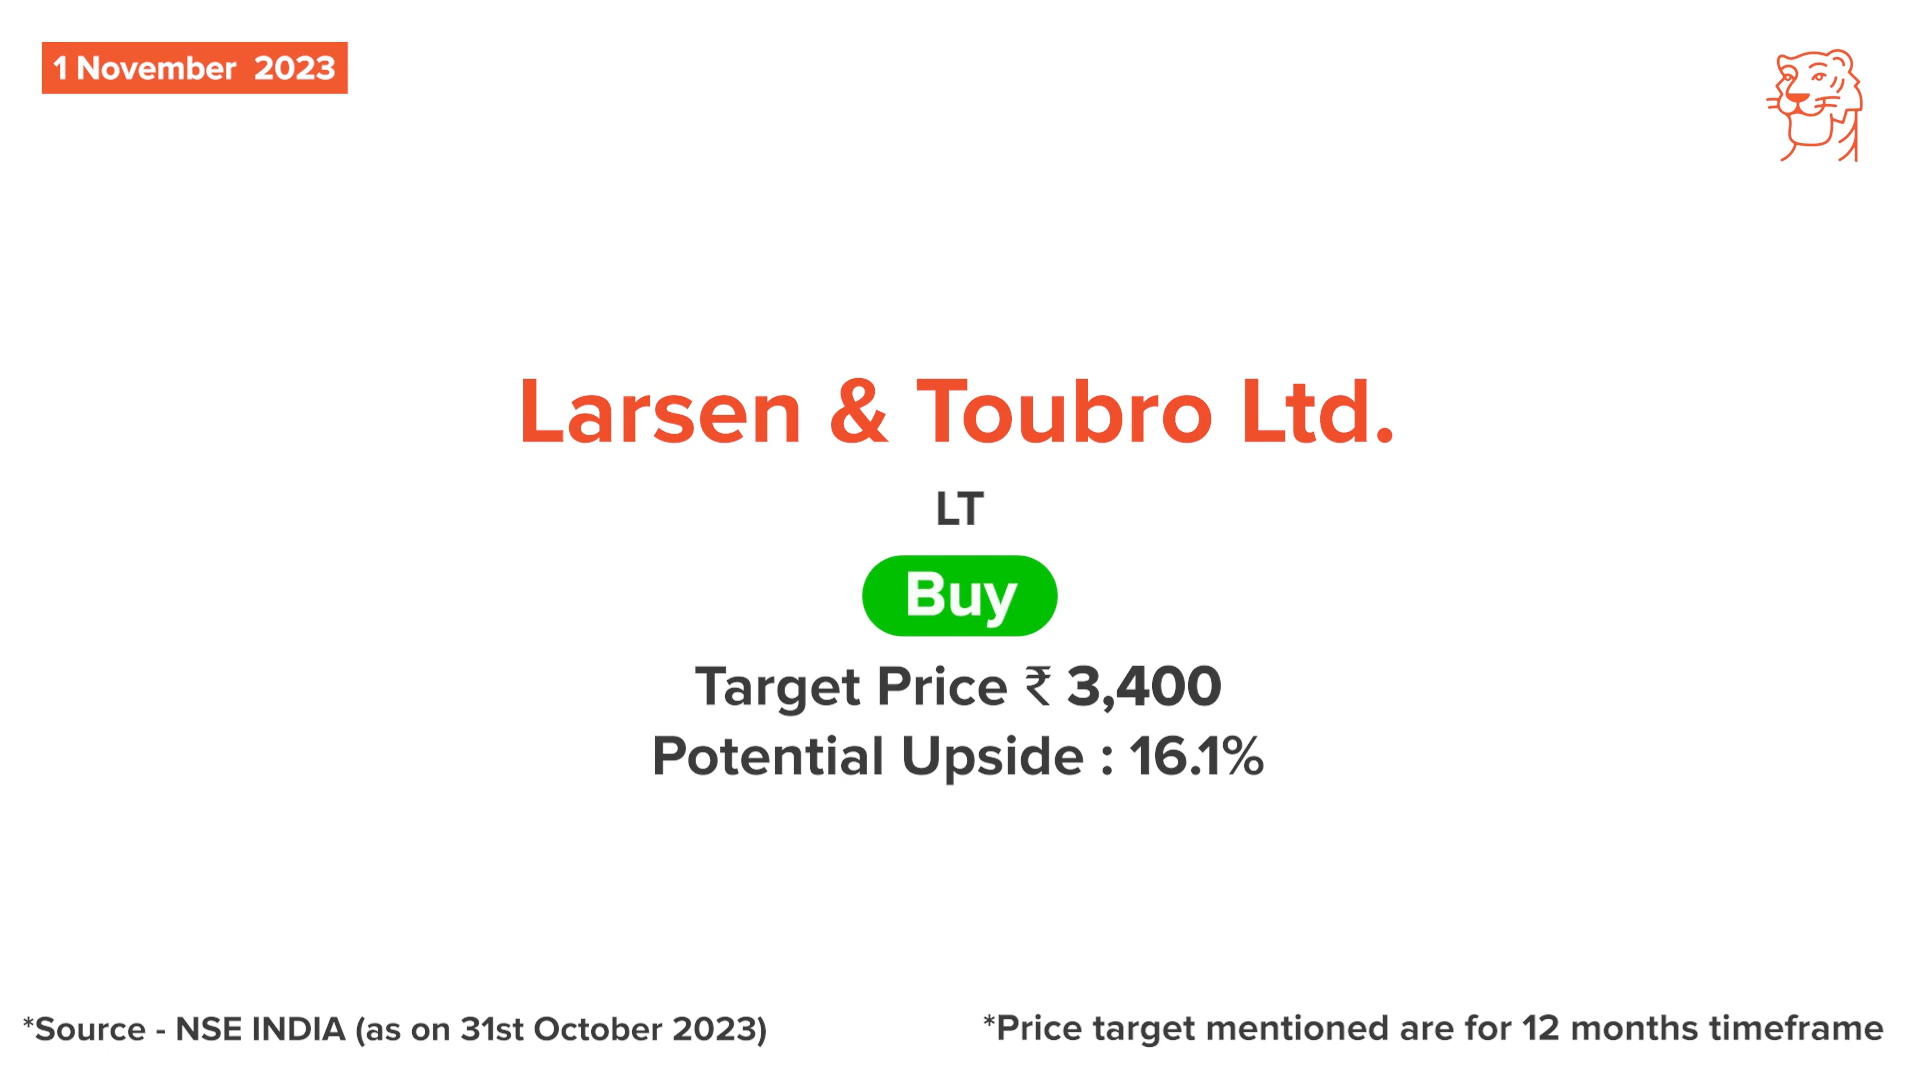 1 November 2023
Larsen & Toubro Ltd.
LT
Buy
Target Price ₹ 3,400
Potential Upside : 16.1%
*Source - NSE INDIA (as on 31st October 2023)
*Price target mentioned are for 12 months timeframe